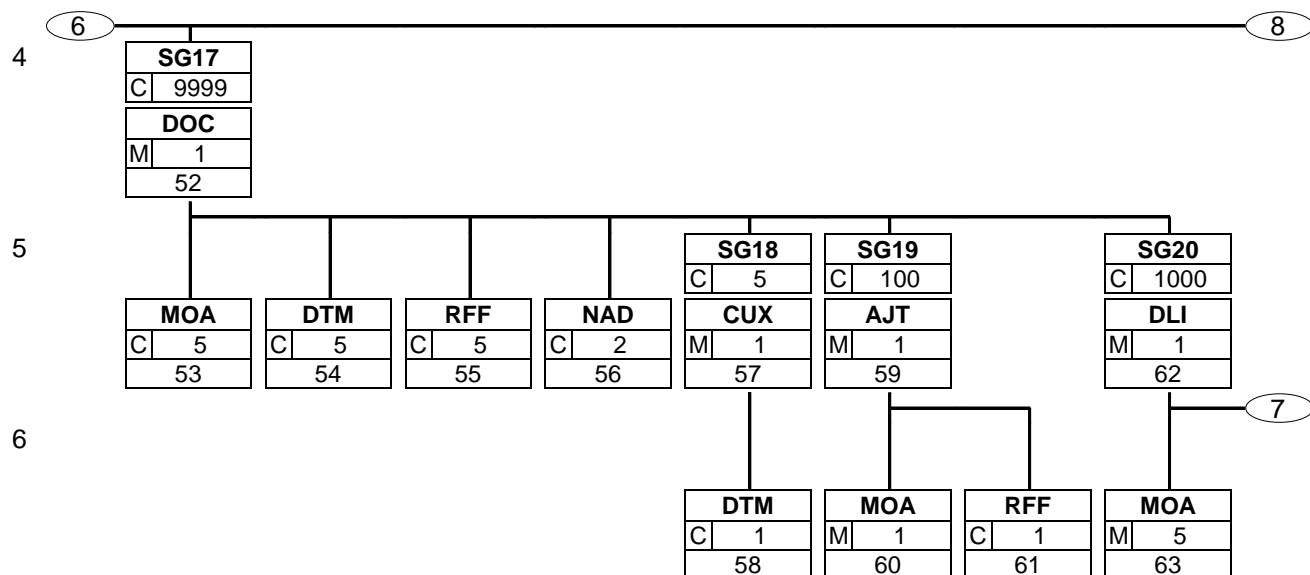 6 8
4
SG17
C 9999
DOC
M 1
52
5
SG18 SG19 SG20
C 5 C 100 C 1000
MOA DTM RFF NAD CUX AJT DLI
C 5 C 5 C 5 C 2 M 1 M 1 M 1
53 54 55 56 57 59 62
7
6
DTM MOA RFF MOA
C 1 M 1 C 1 M 5
58 60 61 63